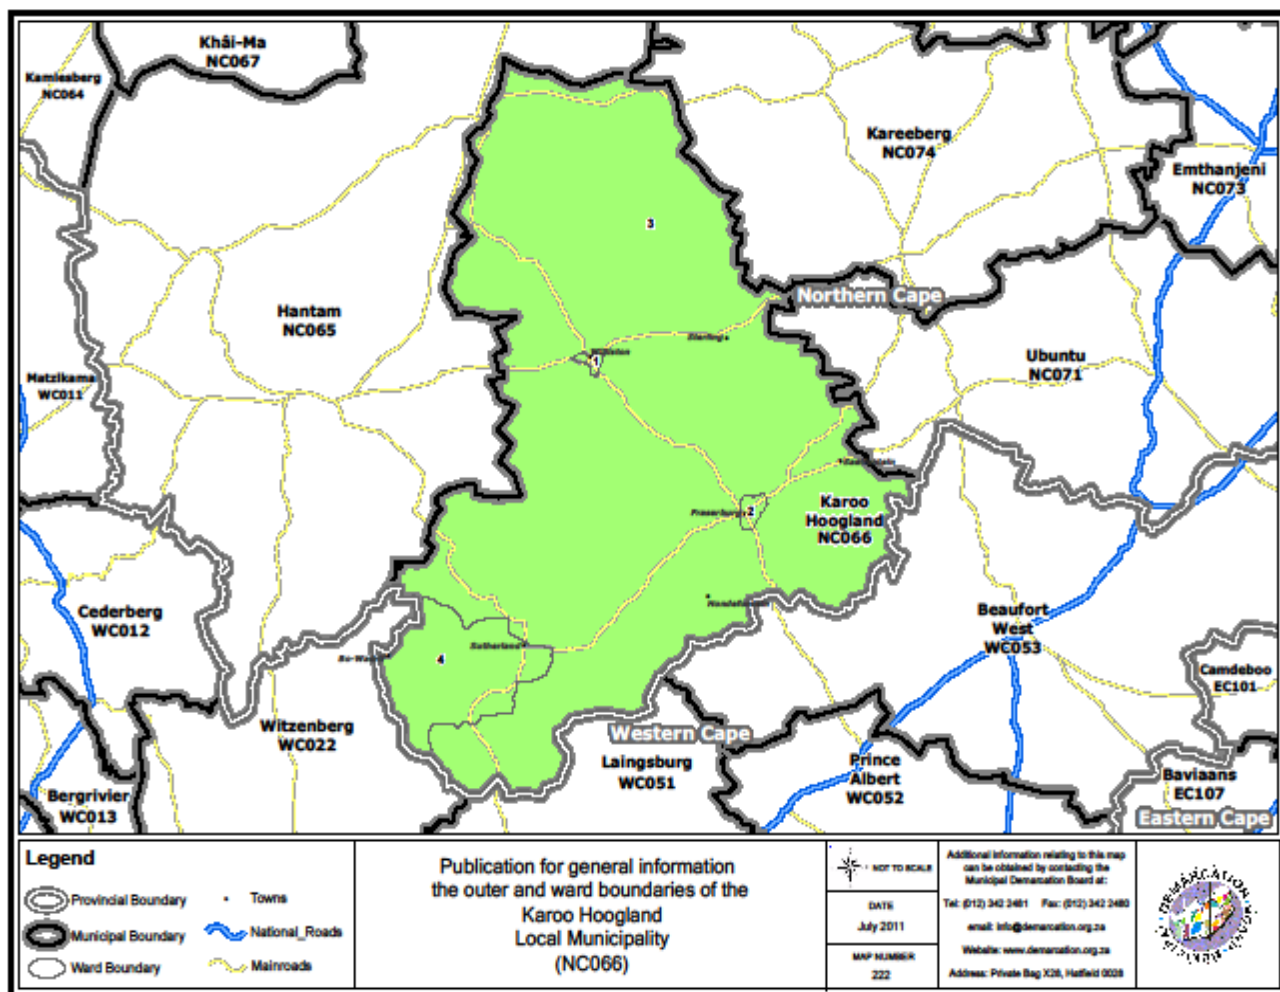 Khâi-Ma
NC067
Kamiesberg
NC064
Kareeberg
NC074
Emthanjeni
NC073
3
Northern Cape
Hantam
NC065
Ubuntu
NC071
Williston
1
Matzikama
WC011
Karoo
Hoogland
NC066
Fraserburg
2
Cederberg
WC012
Beaufort
West
WC053
Sutherland
4
Camdeboo
EC101
Witzenberg
WC022
Western Cape
Laingsburg
WC051
Prince
Albert
WC052
Baviaans
EC107
Bergrivier
WC013
Eastern Cape
Legend
Provincial Boundary
Towns
Municipal Boundary
National_Roads
Ward Boundary
Mainroads
Publication for general information
the outer and ward boundaries of the
Karoo Hoogland
Local Municipality
(NC066)
NOT TO SCALE
DATE
July 2011
MAP NUMBER
222
Additional information relating to this map
can be obtained by contacting the
Municipal Demarcation Board at:
Tel: (012) 342 2481 Fax: (012) 342 2480
email: info@demarcation.org.za
Website: www.demarcation.org.za
Address: Private Bag X28, Hatfield 0028